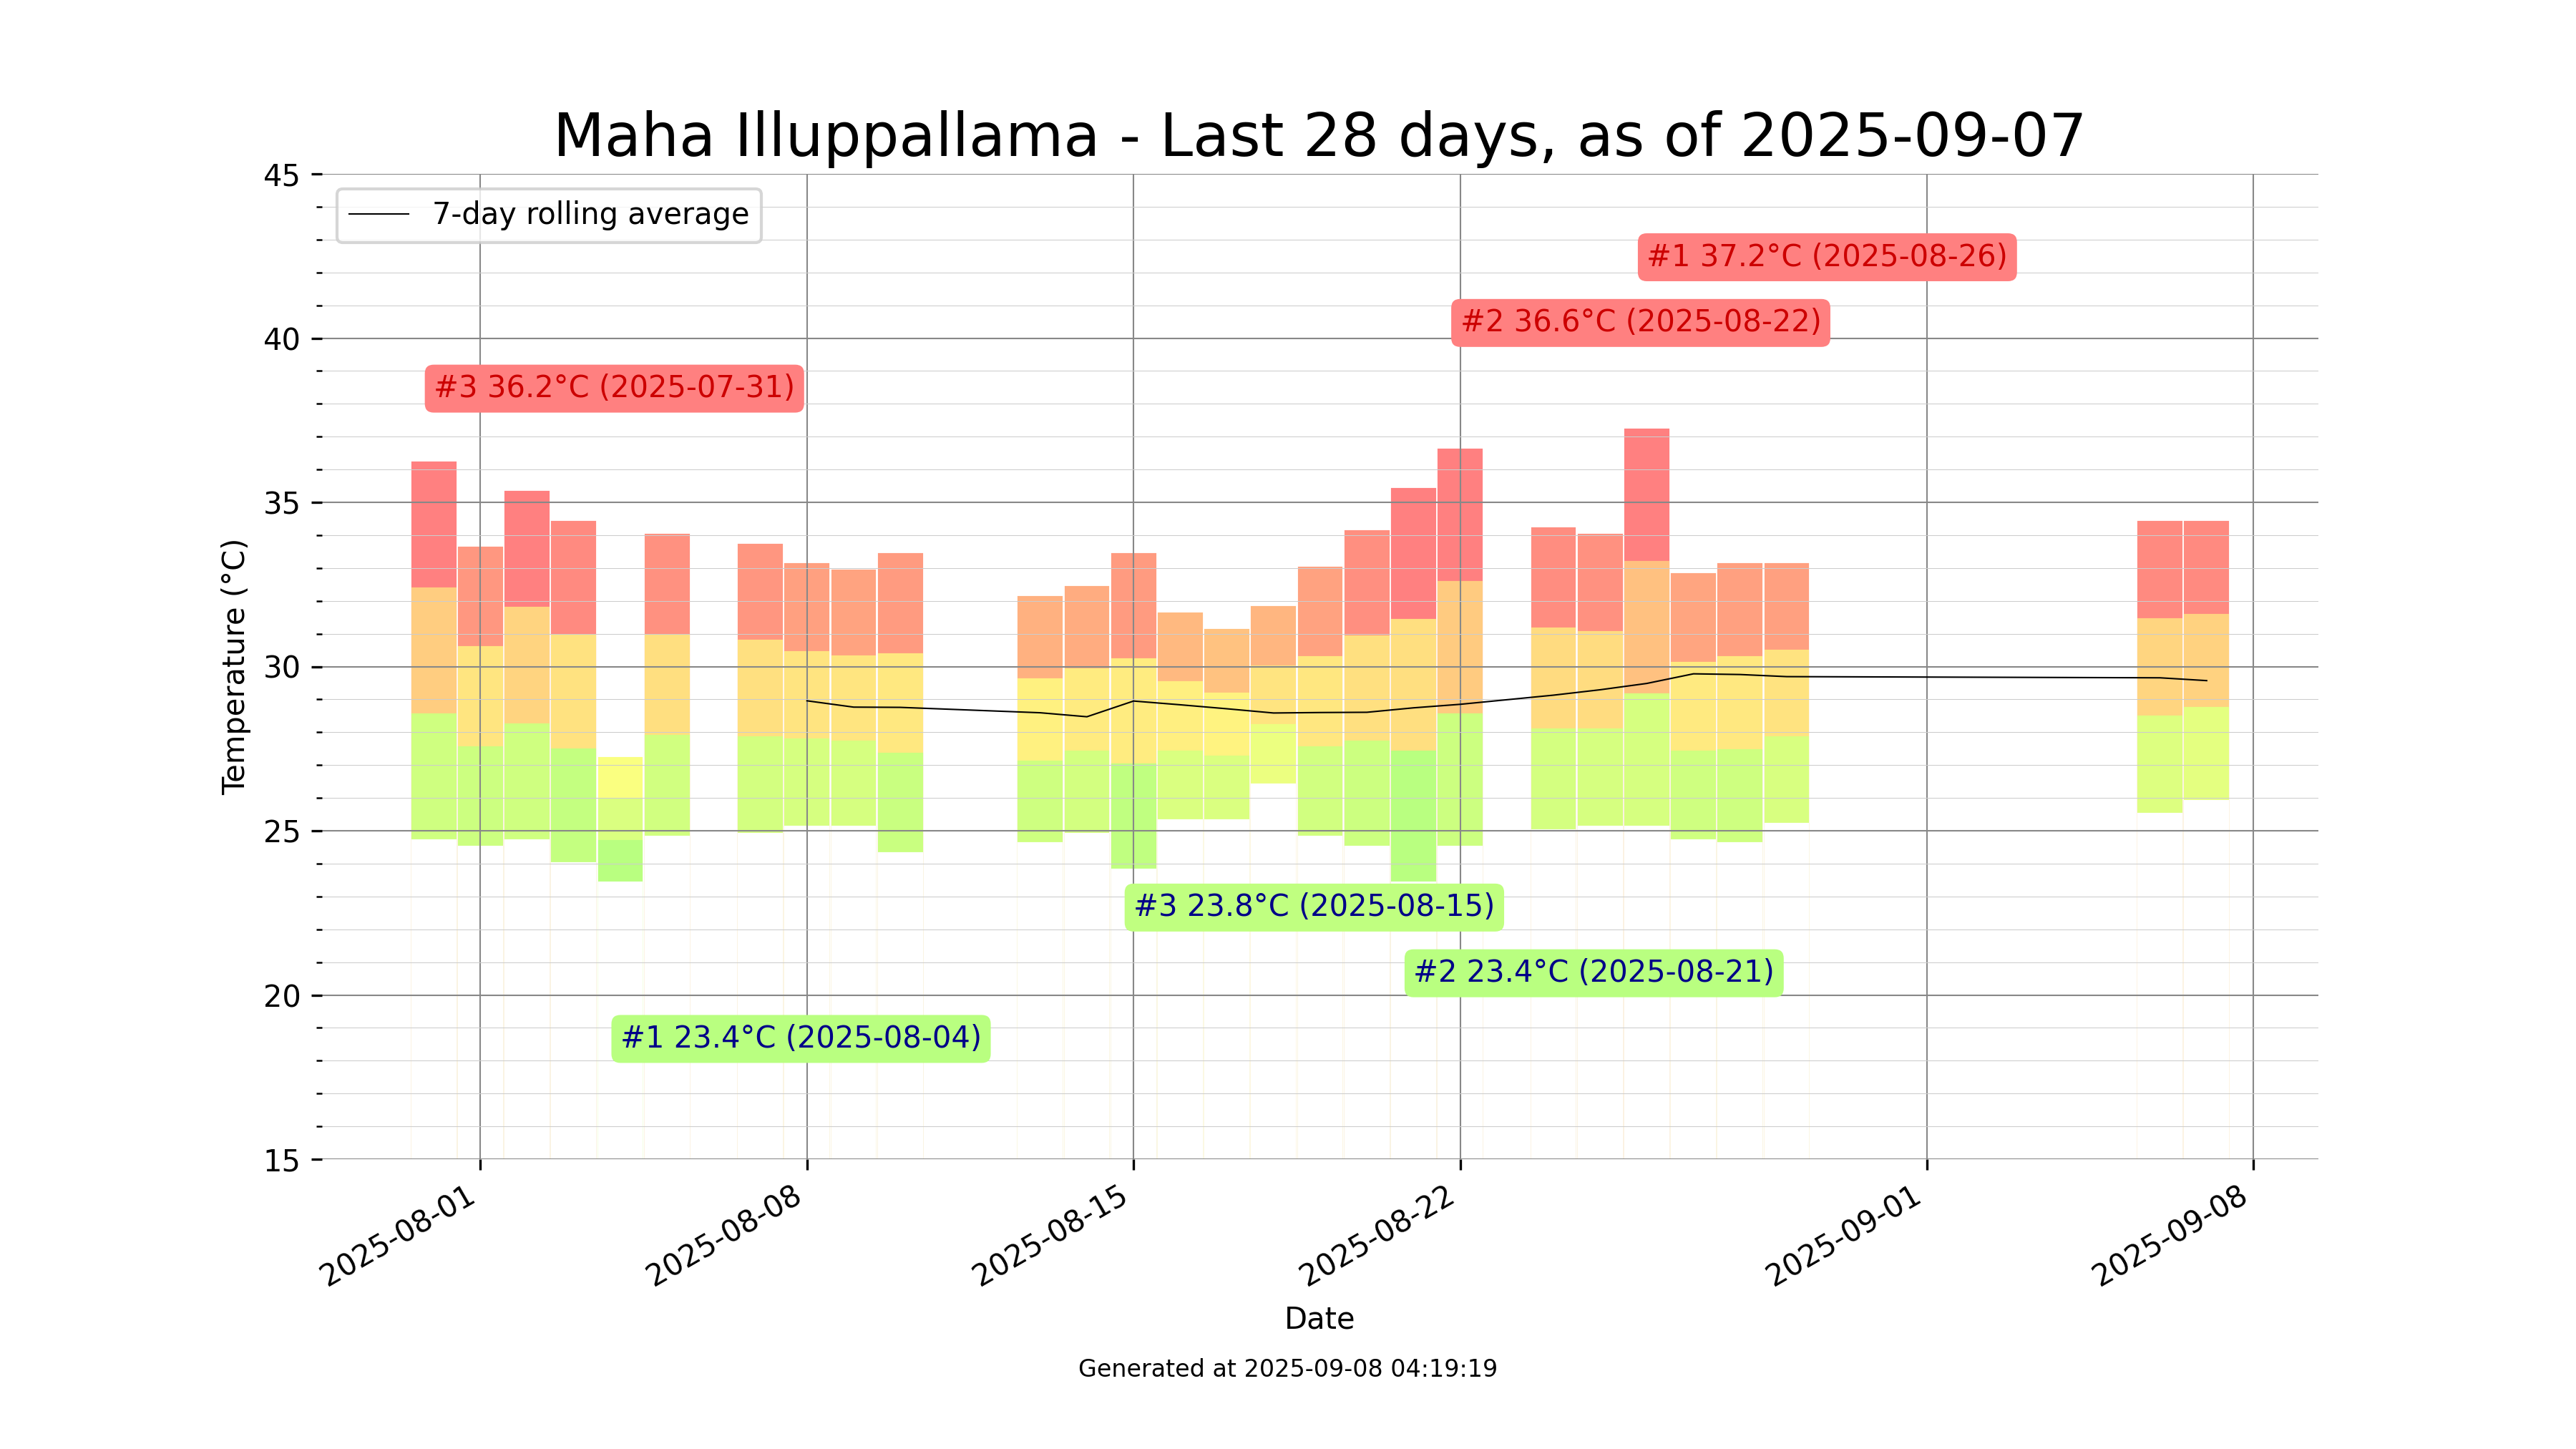 Maha Illuppallama - Last 28 days, as of 2025-09-07
45
7-day rolling average
#1 37.2°C (2025-08-26)
#2 36.6°C (2025-08-22)
40
#3 36.2°C (2025-07-31)
35
Temperature (°C)
30
25
#3 23.8°C (2025-08-15)
#2 23.4°C (2025-08-21)
20
#1 23.4°C (2025-08-04)
15
2025-08-01
2025-08-08
2025-08-15
2025-08-22
2025-09-01
2025-09-08
Date
Generated at 2025-09-08 04:19:19